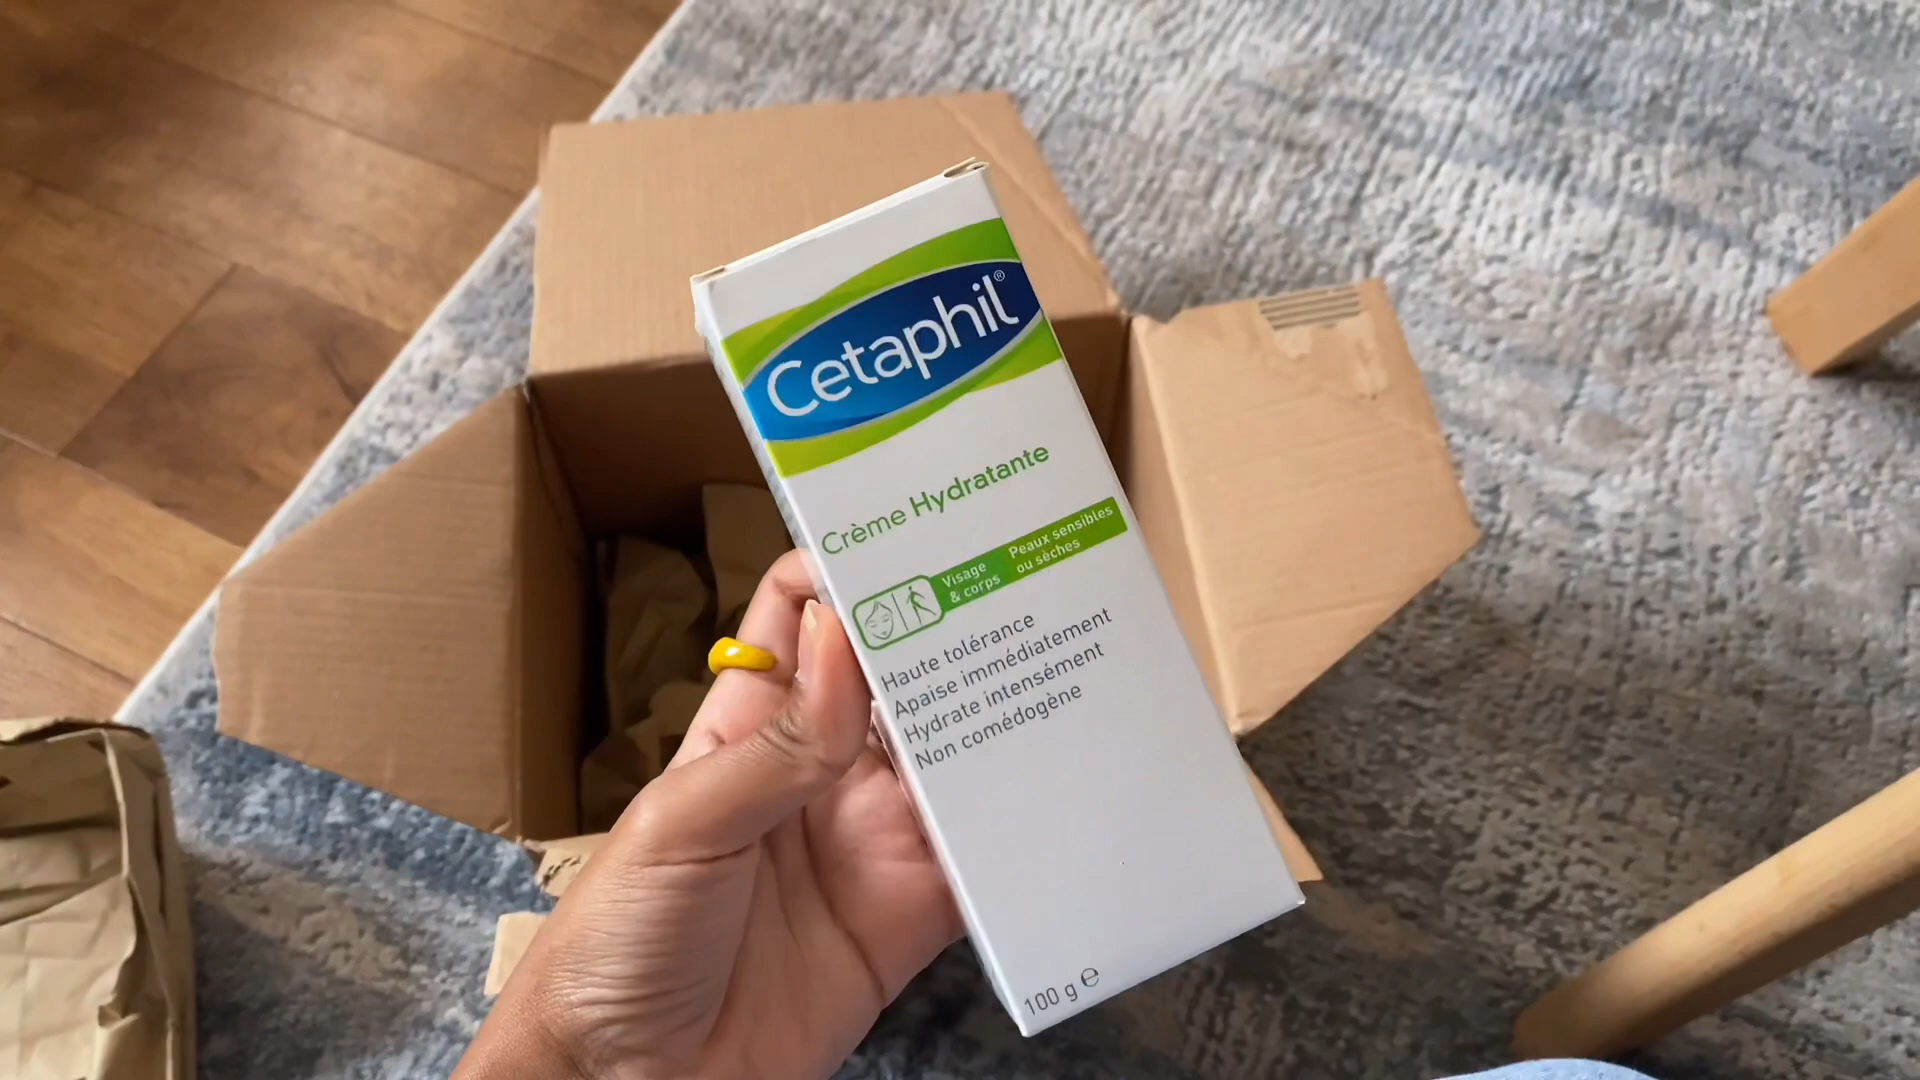 Cetaphil®
Crème Hydratante
Visage
& corps
Peaux sensibles
ou sèches
Haute tolérance
Apaise immédiatement
Hydrate intensément
Non comédogène
100 g ℮